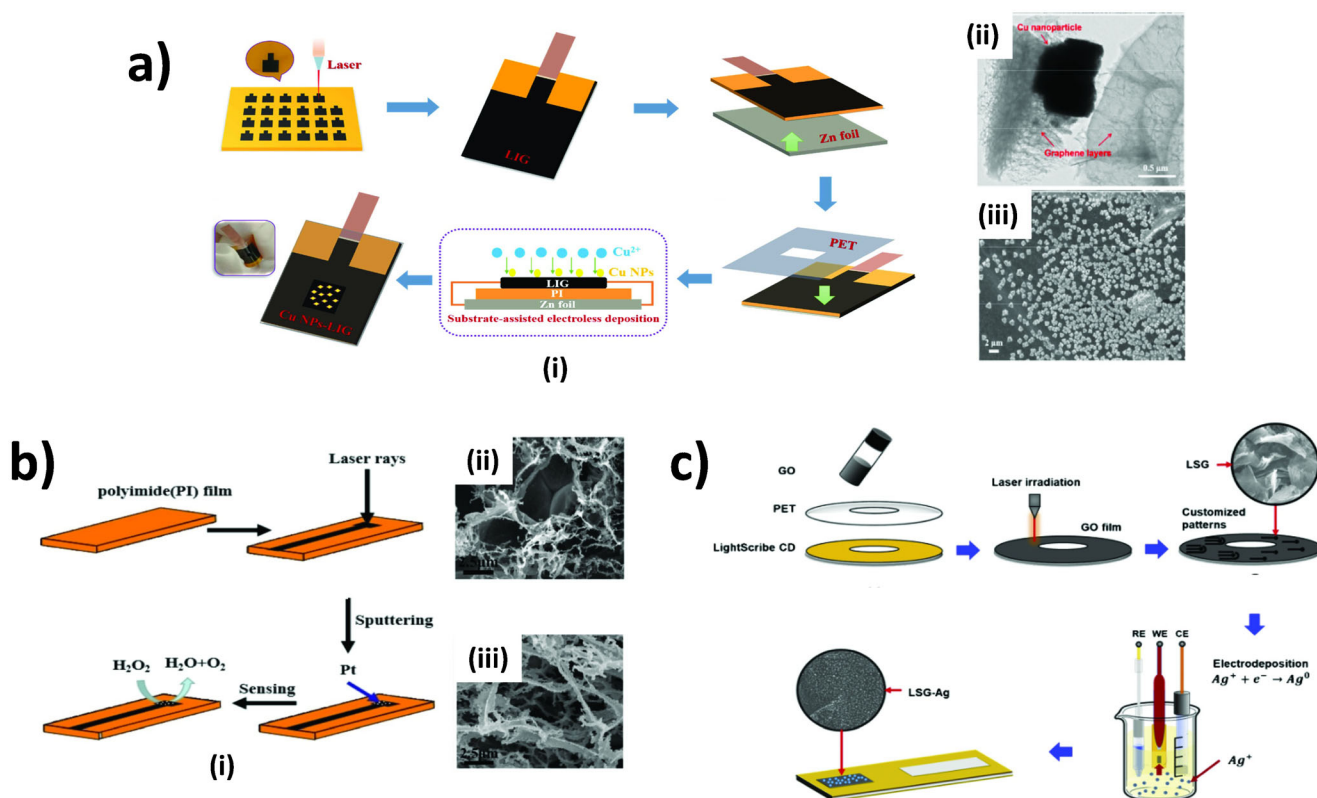 a)
Laser
LIG
Zn foil
PET
Cu²⁺
Cu NPs
LIG
PI
Zn foil
Substrate-assisted electroless deposition
Cu NPs-LIG
(i)
(ii)
Cu nanoparticle
Graphene layers
0.5 μm
(iii)
2 μm
b)
polyimide(PI) film
Laser rays
Sputtering
Pt
Sensing
H₂O₂
H₂O+O₂
(i)
(ii)
2.5μm
(iii)
2.5μm
c)
GO
PET
LightScribe CD
Laser irradiation
GO film
LSG
Customized
patterns
RE WE CE
Electrodeposition
Ag⁺ + e⁻ → Ag⁰
Ag⁺
LSG-Ag